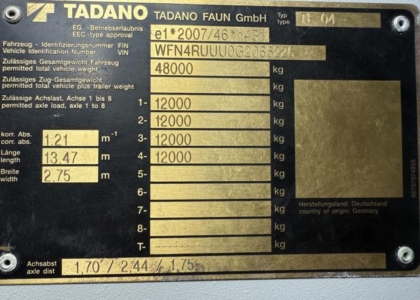 TADANO TADANO FAUN GmbH Typ type TF 04
EG - Betriebserlaubnis
EEC - type approval e1*2007/46*
Fahrzeug - Identifizierungsnummer FIN
Vehicle Identification Number VIN
Zulässiges Gesamtgewicht
permitted total vehicle weight 48000 kg
Zulässiges Zug-Gesamtgewicht
permitted total vehicle plus trailer weight kg
Zulässige Achslast, Achse 1 bis 8
permitted axle load, axle 1 to 8
1- 12000 kg
2- 12000 kg
korr. Abs.
corr. abs. 1.21 m⁻¹
3- 12000 kg
Länge
length 13.47 m
4- 12000 kg
Breite
width 2.75 m
5- kg
6- kg
7- kg
8- kg
T- kg
Herstellungsland: Deutschland
country of origin: Germany
Achsabst
axle dist 1,70 / 2,44 / 1,75